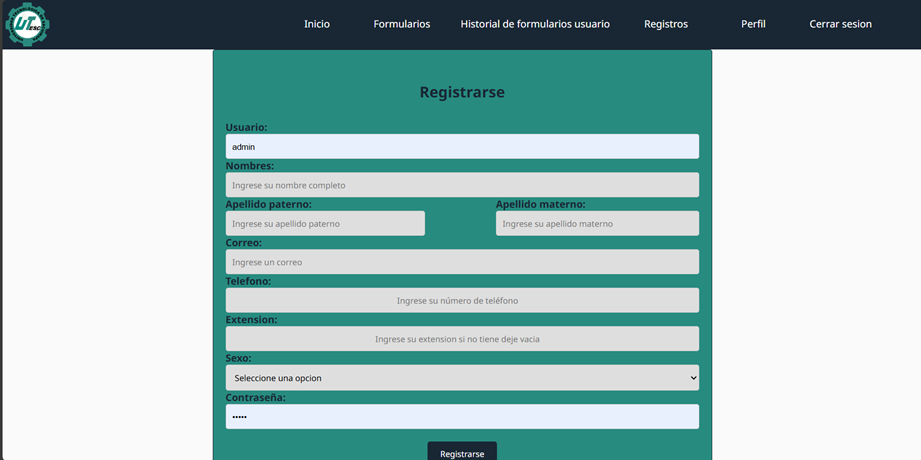 UT
ESC
Inicio Formularios Historial de formularios usuario Registros Perfil Cerrar sesion
Registrarse
Usuario:
admin
Nombres:
Ingrese su nombre completo
Apellido paterno: Apellido materno:
Ingrese su apellido paterno Ingrese su apellido materno
Correo:
Ingrese un correo
Telefono:
Ingrese su número de teléfono
Extension:
Ingrese su extension si no tiene deje vacia
Sexo:
Seleccione una opcion
Contraseña:
•••••
Registrarse